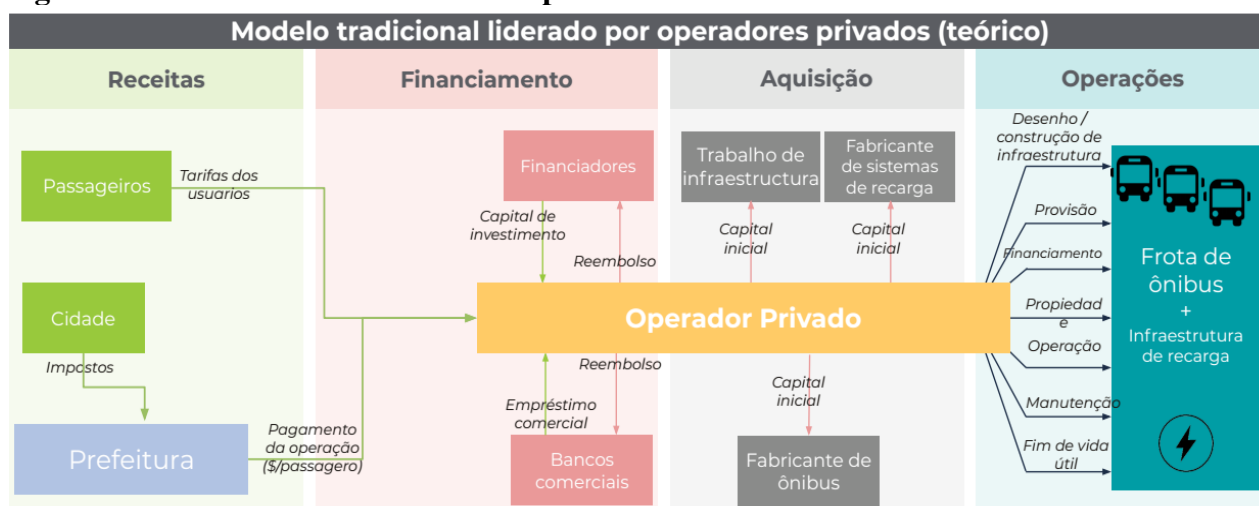 Modelo tradicional liderado por operadores privados (teórico)
Receitas
Financiamento
Aquisição
Operações
Passageiros
Tarifas dos
usuarios
Cidade
Impostos
Prefeitura
Pagamento
da operação
($/passagero)
Financiadores
Capital de
investimento
Reembolso
Operador Privado
Reembolso
Empréstimo
comercial
Bancos
comerciais
Trabalho de
infraestructura
Fabricante
de sistemas
de recarga
Capital
inicial
Capital
inicial
Capital
inicial
Fabricante de
ônibus
Desenho /
construção de
infraestrutura
Provisão
Financiamento
Propiedad
e
Operação
Manutenção
Fim de vida
útil
Frota de
ônibus
+
Infraestrutura
de recarga